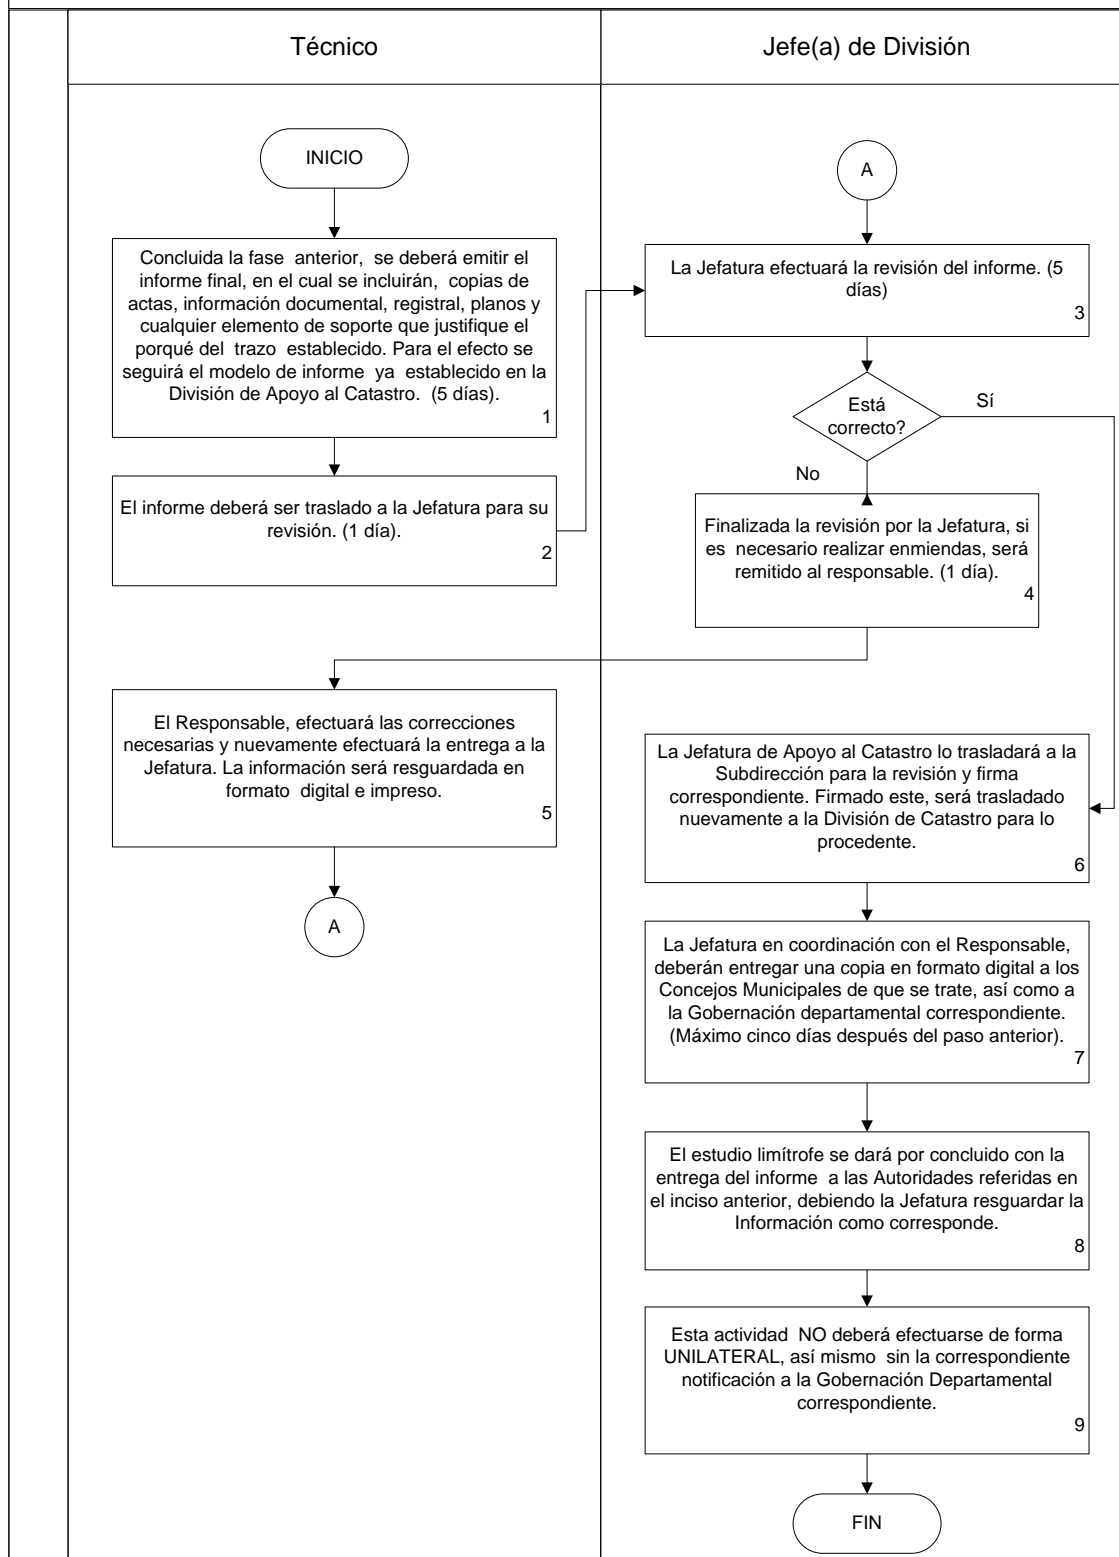 Técnico
Jefe(a) de División
INICIO
Concluida la fase anterior, se deberá emitir el
informe final, en el cual se incluirán, copias de
actas, información documental, registral, planos y
cualquier elemento de soporte que justifique el
porqué del trazo establecido. Para el efecto se
seguirá el modelo de informe ya establecido en la
División de Apoyo al Catastro. (5 días).
1
El informe deberá ser traslado a la Jefatura para su
revisión. (1 día).
2
A
La Jefatura efectuará la revisión del informe. (5
días)
3
Está
correcto?
Sí
No
Finalizada la revisión por la Jefatura, si
es necesario realizar enmiendas, será
remitido al responsable. (1 día).
4
El Responsable, efectuará las correcciones
necesarias y nuevamente efectuará la entrega a la
Jefatura. La información será resguardada en
formato digital e impreso.
5
A
La Jefatura de Apoyo al Catastro lo trasladará a la
Subdirección para la revisión y firma
correspondiente. Firmado este, será trasladado
nuevamente a la División de Catastro para lo
procedente.
6
La Jefatura en coordinación con el Responsable,
deberán entregar una copia en formato digital a los
Concejos Municipales de que se trate, así como a
la Gobernación departamental correspondiente.
(Máximo cinco días después del paso anterior).
7
El estudio limítrofe se dará por concluido con la
entrega del informe a las Autoridades referidas en
el inciso anterior, debiendo la Jefatura resguardar la
Información como corresponde.
8
Esta actividad NO deberá efectuarse de forma
UNILATERAL, así mismo sin la correspondiente
notificación a la Gobernación Departamental
correspondiente.
9
FIN